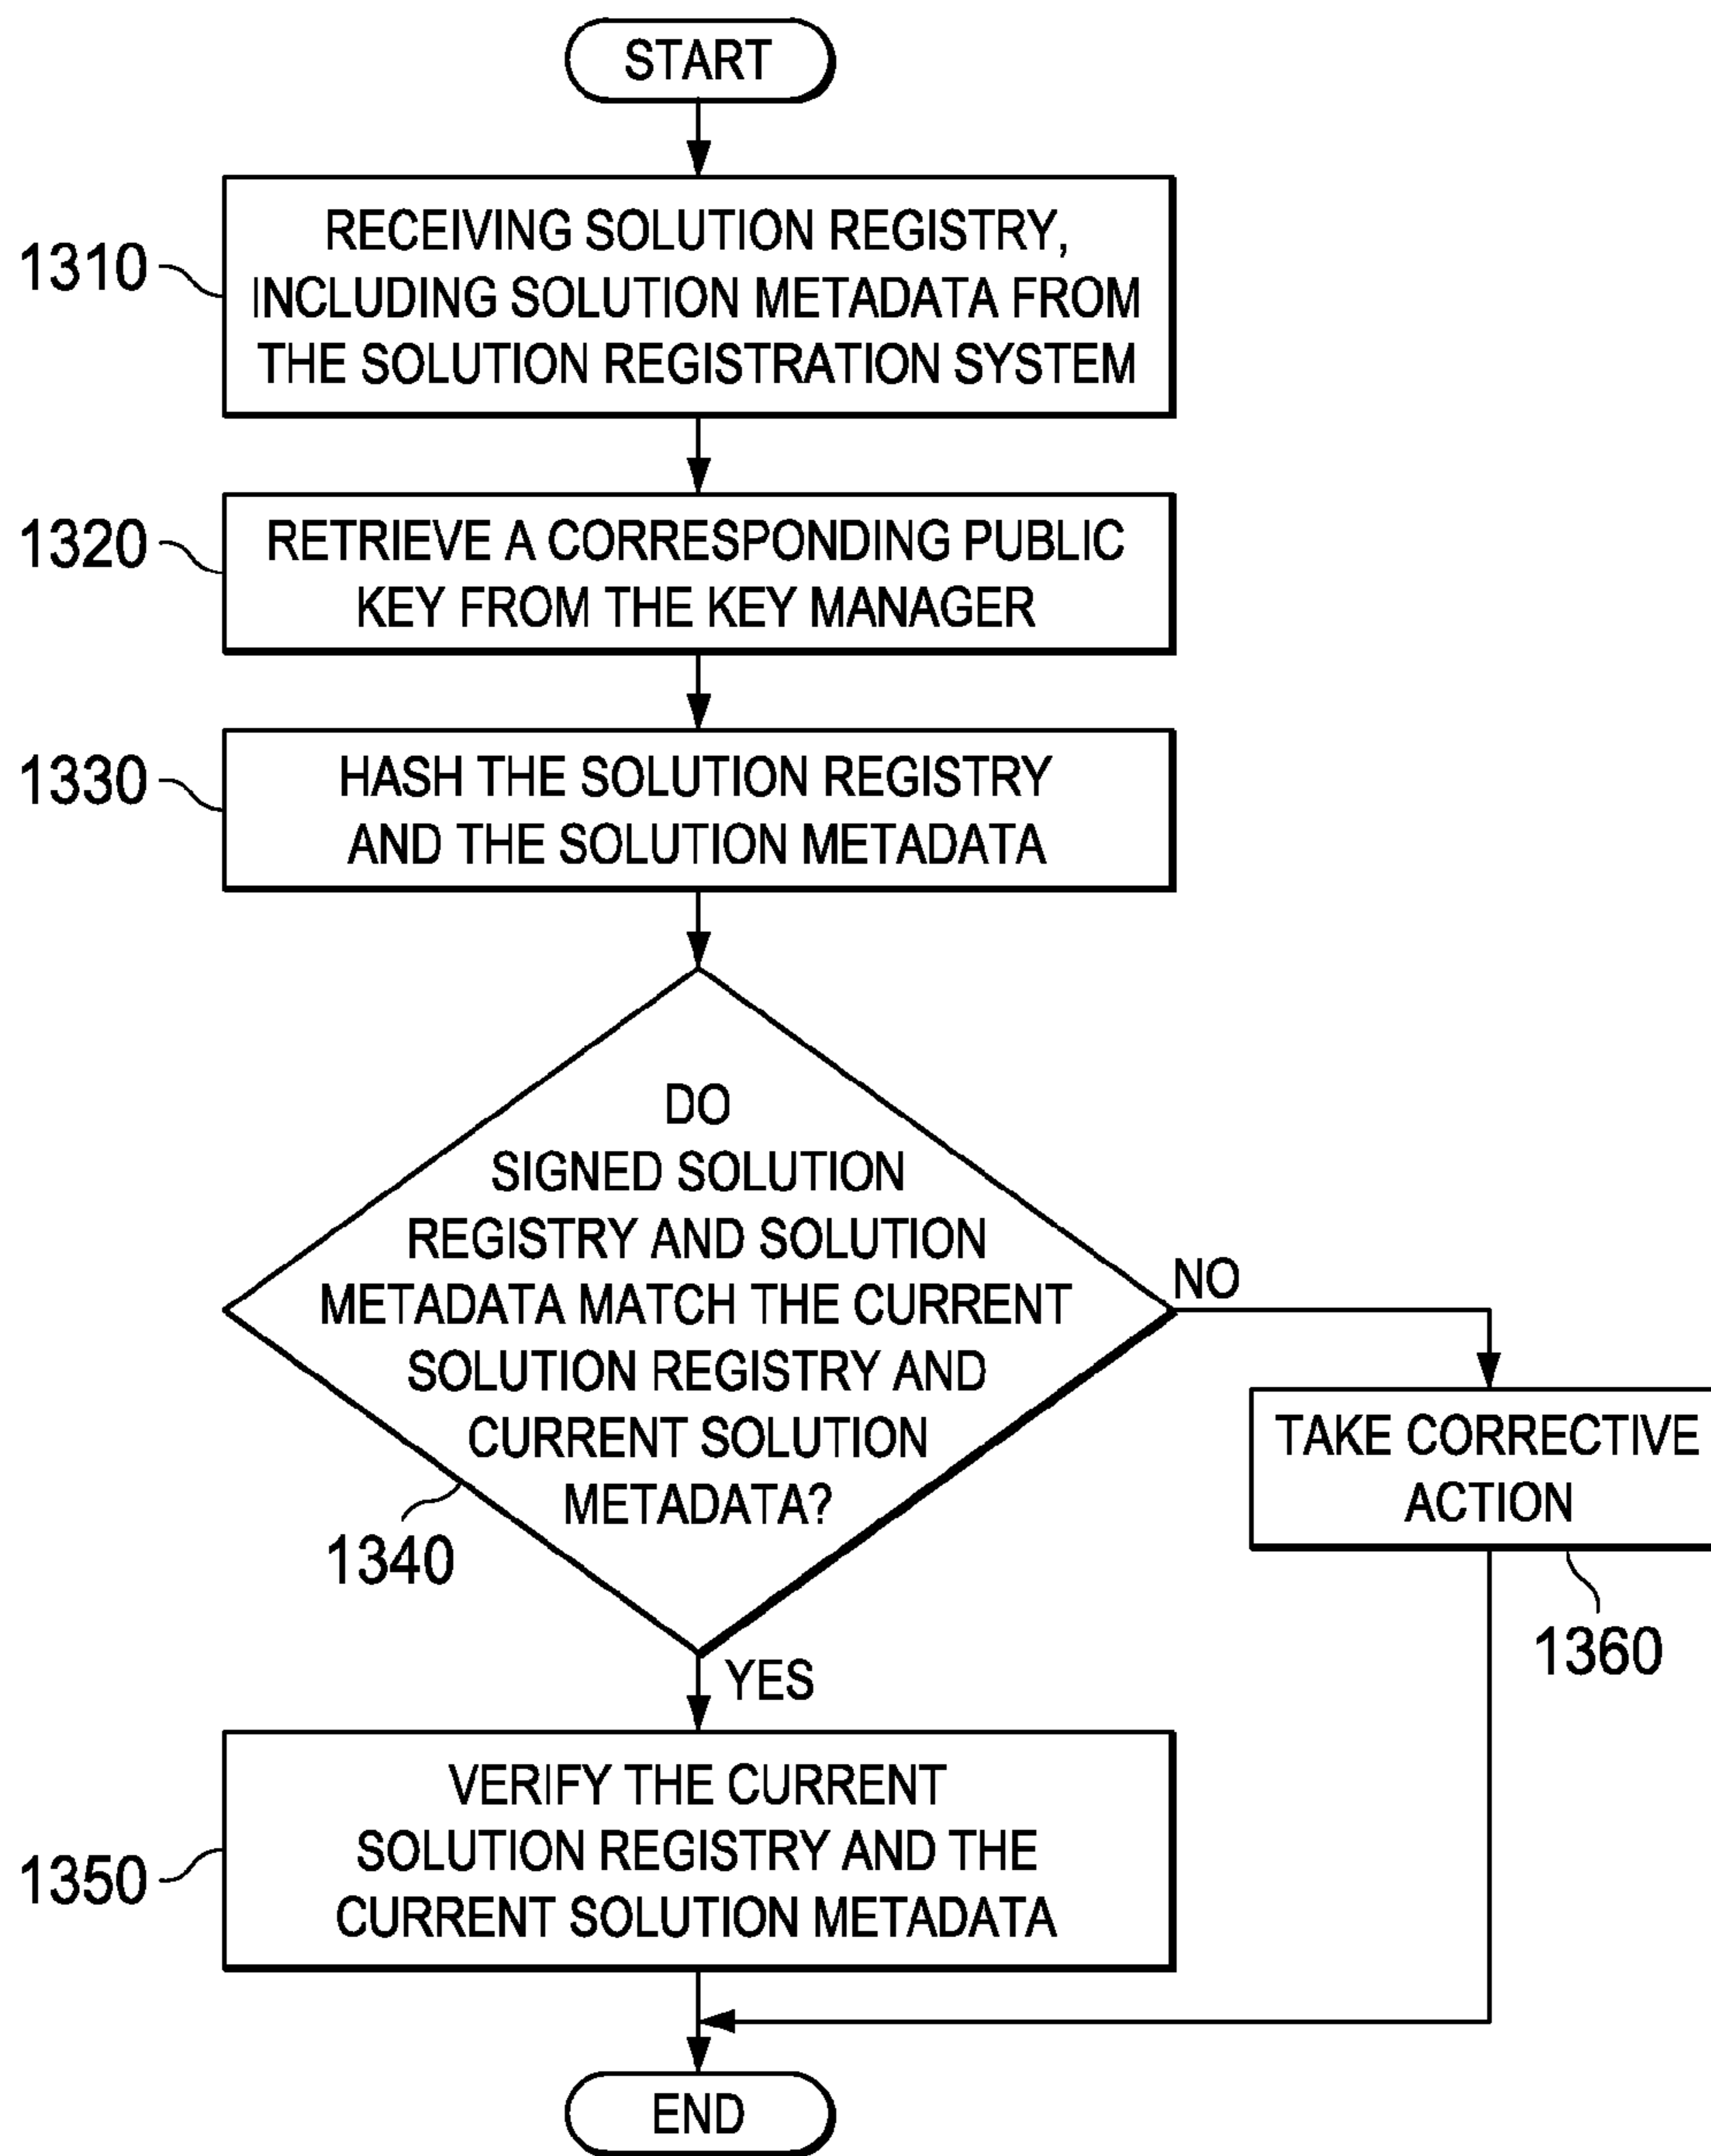 START
1310
RECEIVING SOLUTION REGISTRY,
INCLUDING SOLUTION METADATA FROM
THE SOLUTION REGISTRATION SYSTEM
1320
RETRIEVE A CORRESPONDING PUBLIC
KEY FROM THE KEY MANAGER
1330
HASH THE SOLUTION REGISTRY
AND THE SOLUTION METADATA
DO
SIGNED SOLUTION
REGISTRY AND SOLUTION
METADATA MATCH THE CURRENT
SOLUTION REGISTRY AND
CURRENT SOLUTION
METADATA?
1340
NO
TAKE CORRECTIVE
ACTION
1360
YES
1350
VERIFY THE CURRENT
SOLUTION REGISTRY AND THE
CURRENT SOLUTION METADATA
END